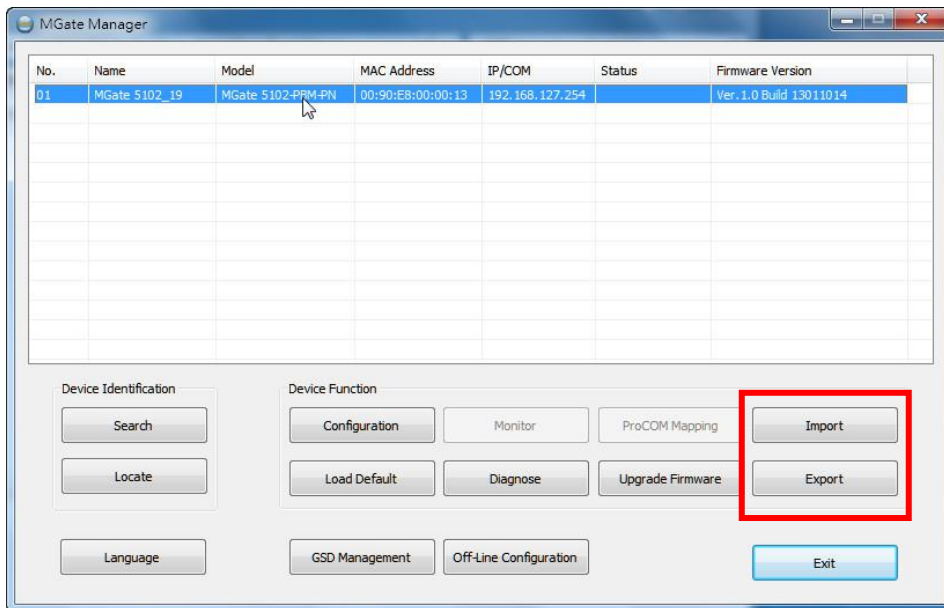 MGate Manager
No. Name Model MAC Address IP/COM Status Firmware Version
01 MGate 5102_19 MGate 5102-PBM-PN 00:90:E8:00:00:13 192.168.127.254 Ver.1.0 Build 13011014
Device Identification Device Function
Search Configuration Monitor ProCOM Mapping Import
Locate Load Default Diagnose Upgrade Firmware Export
Language GSD Management Off-Line Configuration Exit